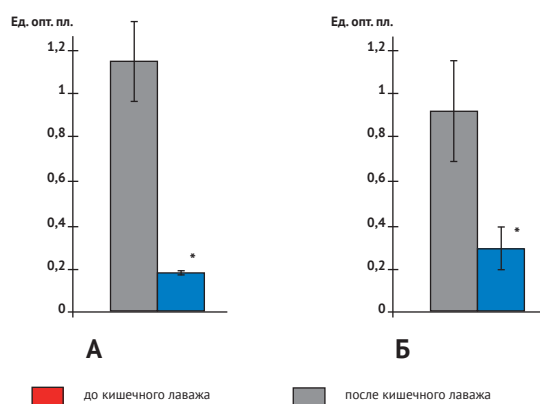 Ед. опт. пл.
1,2
1
0,8
0,6
0,4
0,2
0
*
А
Ед. опт. пл.
1,2
1
0,8
0,6
0,4
0,2
0
*
Б
до кишечного лаважа
после кишечного лаважа